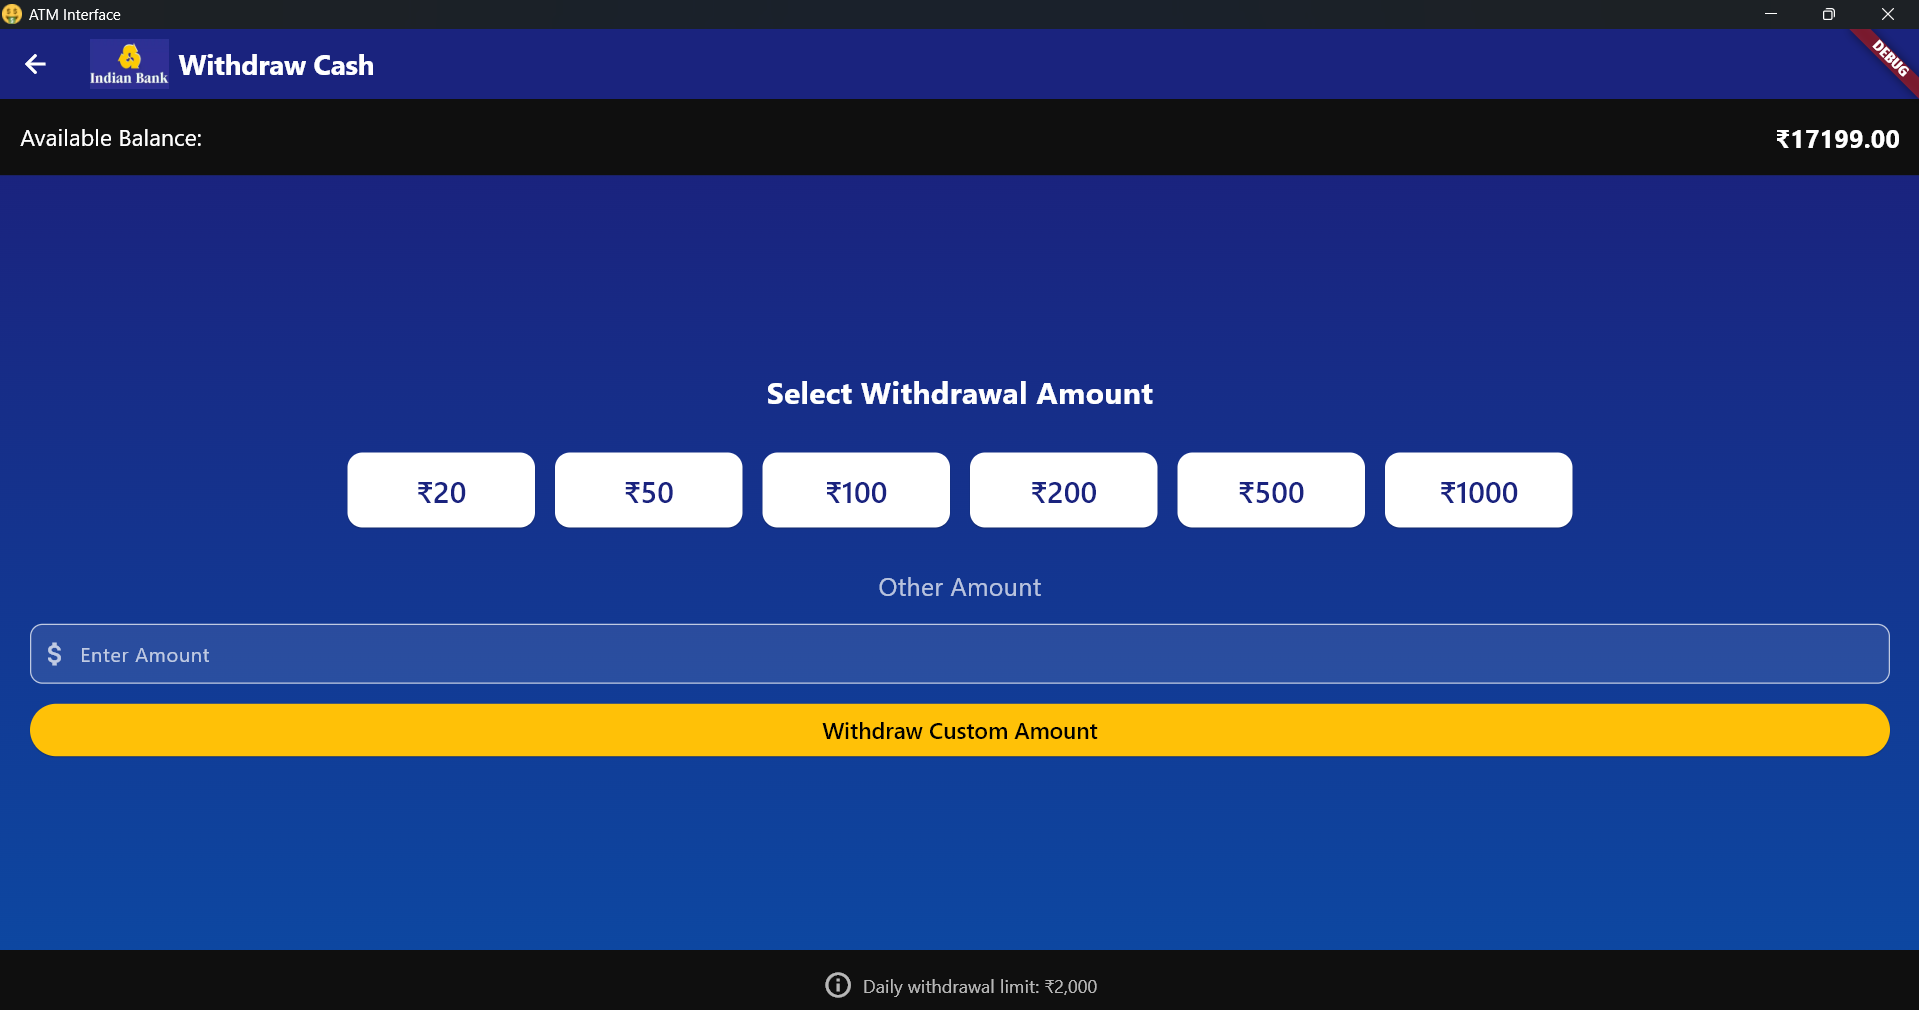 ATM Interface
Indian Bank
Withdraw Cash
DEBUG
Available Balance:
₹17199.00
Select Withdrawal Amount
₹20
₹50
₹100
₹200
₹500
₹1000
Other Amount
$ Enter Amount
Withdraw Custom Amount
Daily withdrawal limit: ₹2,000